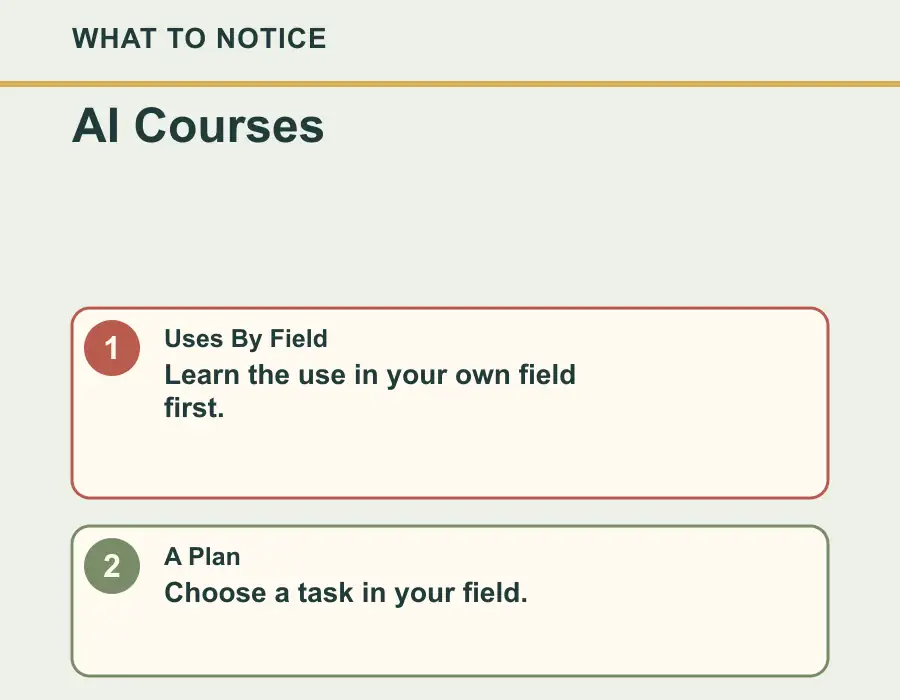 WHAT TO NOTICE
AI Courses
1
Uses By Field
Learn the use in your own field
first.
2
A Plan
Choose a task in your field.